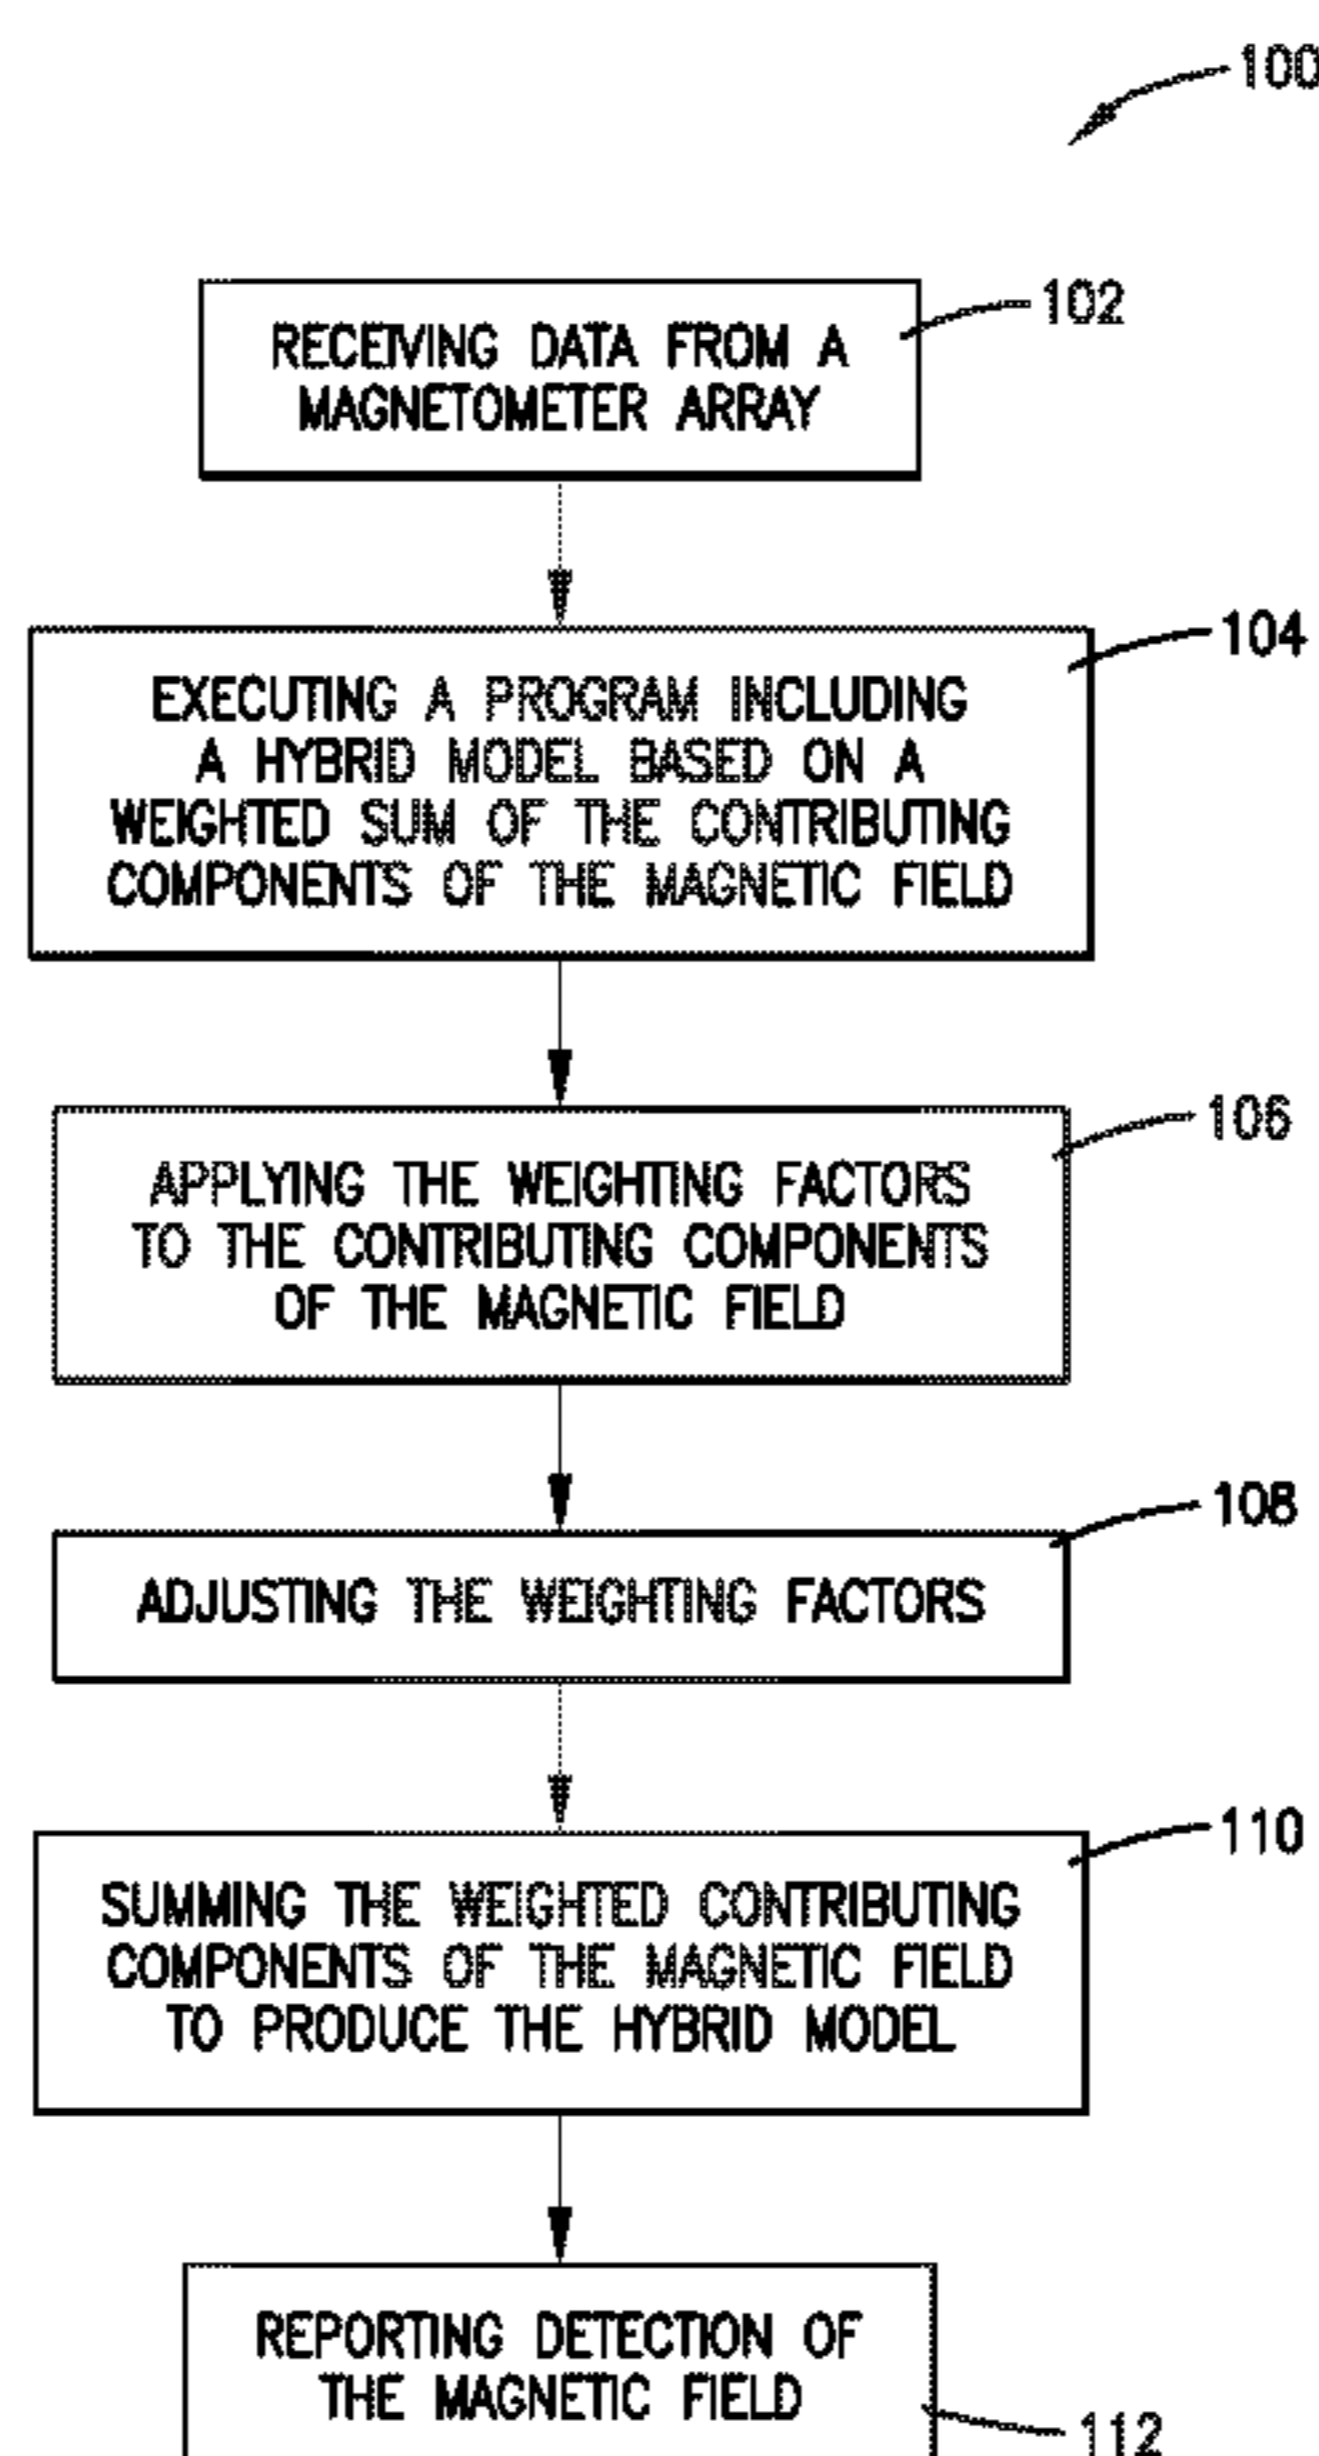 100
102
RECEIVING DATA FROM A
MAGNETOMETER ARRAY
104
EXECUTING A PROGRAM INCLUDING
A HYBRID MODEL BASED ON A
WEIGHTED SUM OF THE CONTRIBUTING
COMPONENTS OF THE MAGNETIC FIELD
106
APPLYING THE WEIGHTING FACTORS
TO THE CONTRIBUTING COMPONENTS
OF THE MAGNETIC FIELD
108
ADJUSTING THE WEIGHTING FACTORS
110
SUMMING THE WEIGHTED CONTRIBUTING
COMPONENTS OF THE MAGNETIC FIELD
TO PRODUCE THE HYBRID MODEL
REPORTING DETECTION OF
THE MAGNETIC FIELD
112